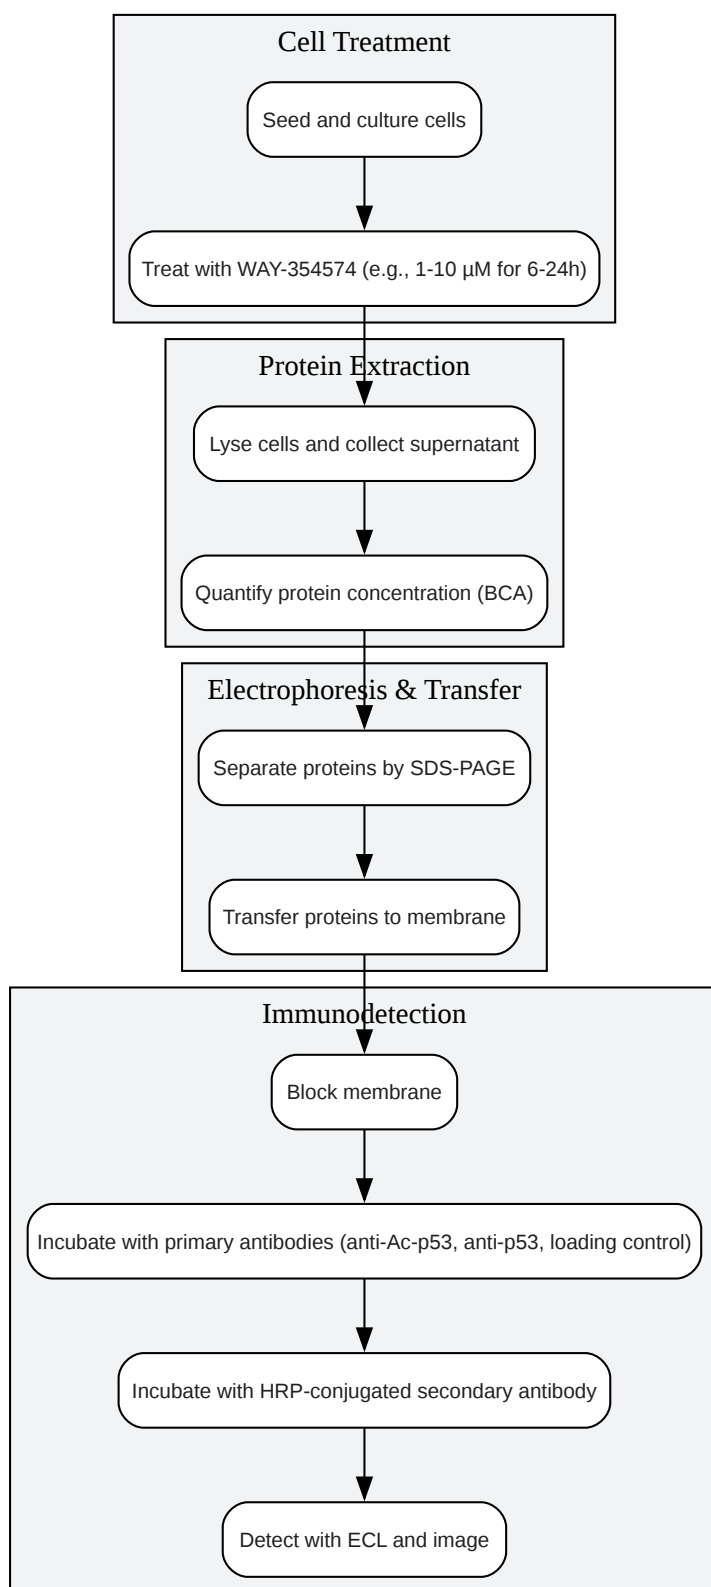 Cell Treatment
Seed and culture cells
Treat with WAY-354574 (e.g., 1-10 µM for 6-24h)
Protein Extraction
Lyse cells and collect supernatant
Quantify protein concentration (BCA)
Electrophoresis & Transfer
Separate proteins by SDS-PAGE
Transfer proteins to membrane
Immunodetection
Block membrane
Incubate with primary antibodies (anti-Ac-p53, anti-p53, loading control)
Incubate with HRP-conjugated secondary antibody
Detect with ECL and image